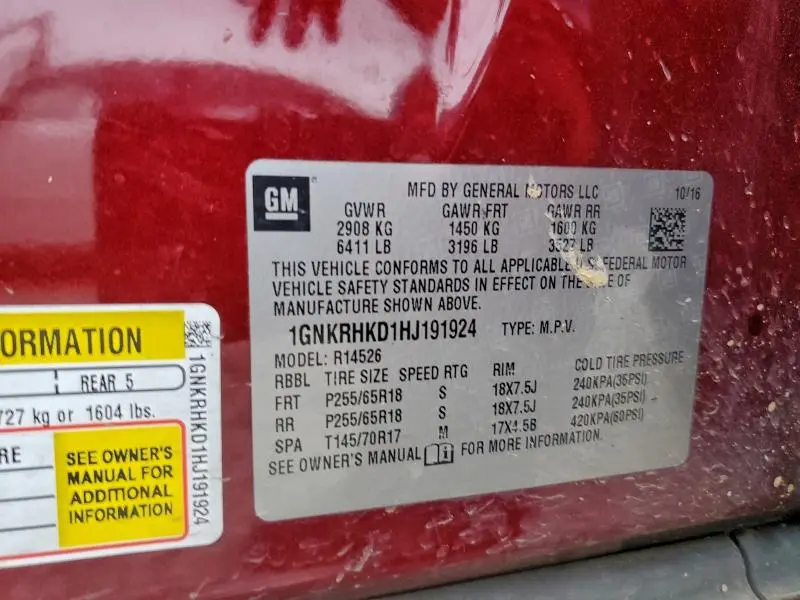 GM
MFD BY GENERAL MOTORS LLC 10/16
GVWR GAWR FRT GAWR RR
2908 KG 1450 KG 1600 KG
6411 LB 3196 LB 3527 LB
THIS VEHICLE CONFORMS TO ALL APPLICABLE U.S. FEDERAL MOTOR
VEHICLE SAFETY STANDARDS IN EFFECT ON THE DATE OF
MANUFACTURE SHOWN ABOVE.
1GNKRHKD1HJ191924 TYPE: M.P.V.
MODEL: R14526
RBBL TIRE SIZE SPEED RTG RIM COLD TIRE PRESSURE
FRT P255/65R18 S 18X7.5J 240KPA(35PSI)
RR P255/65R18 S 18X7.5J 240KPA(35PSI)
SPA T145/70R17 M 17X4.5B 420KPA(60PSI)
SEE OWNER'S MANUAL FOR MORE INFORMATION.
ORMATION
REAR 5
727 kg or 1604 lbs.
RE
SEE OWNER'S
MANUAL FOR
ADDITIONAL
INFORMATION
1GNKRHKD1HJ191924